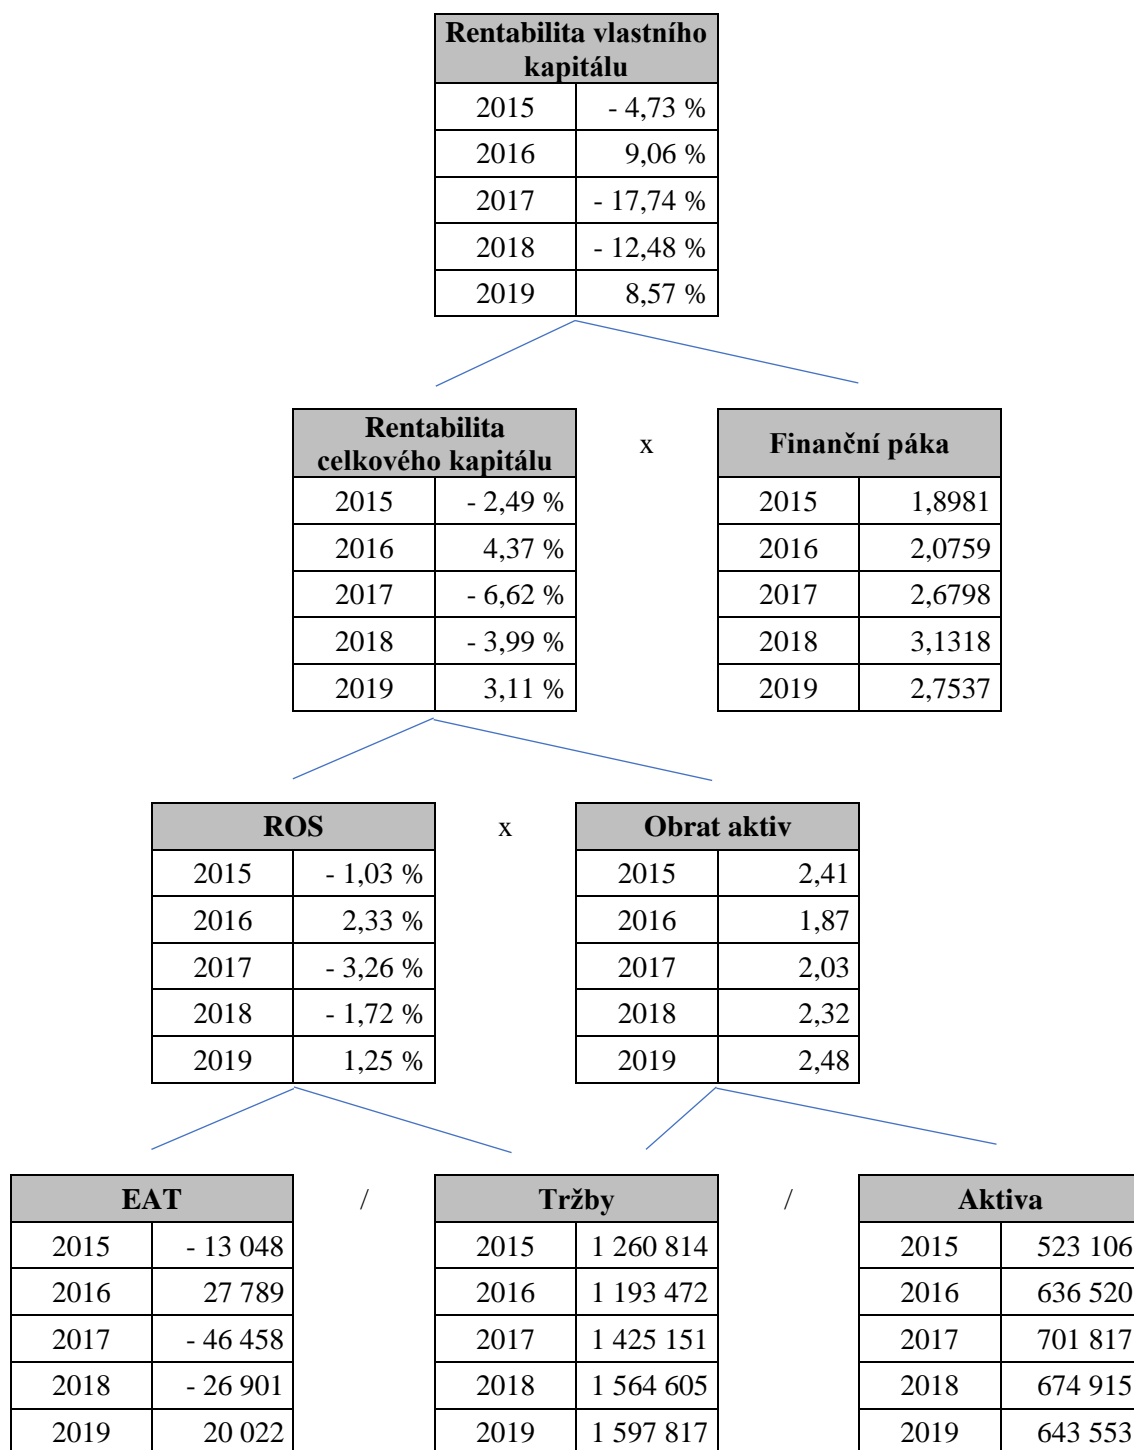 Rentabilita vlastního
kapitálu
2015 - 4,73 %
2016 9,06 %
2017 - 17,74 %
2018 - 12,48 %
2019 8,57 %
Rentabilita
celkového kapitálu
x
Finanční páka
2015 - 2,49 % 2015 1,8981
2016 4,37 % 2016 2,0759
2017 - 6,62 % 2017 2,6798
2018 - 3,99 % 2018 3,1318
2019 3,11 % 2019 2,7537
ROS x Obrat aktiv
2015 - 1,03 % 2015 2,41
2016 2,33 % 2016 1,87
2017 - 3,26 % 2017 2,03
2018 - 1,72 % 2018 2,32
2019 1,25 % 2019 2,48
EAT / Tržby / Aktiva
2015 - 13 048 2015 1 260 814 2015 523 106
2016 27 789 2016 1 193 472 2016 636 520
2017 - 46 458 2017 1 425 151 2017 701 817
2018 - 26 901 2018 1 564 605 2018 674 915
2019 20 022 2019 1 597 817 2019 643 553